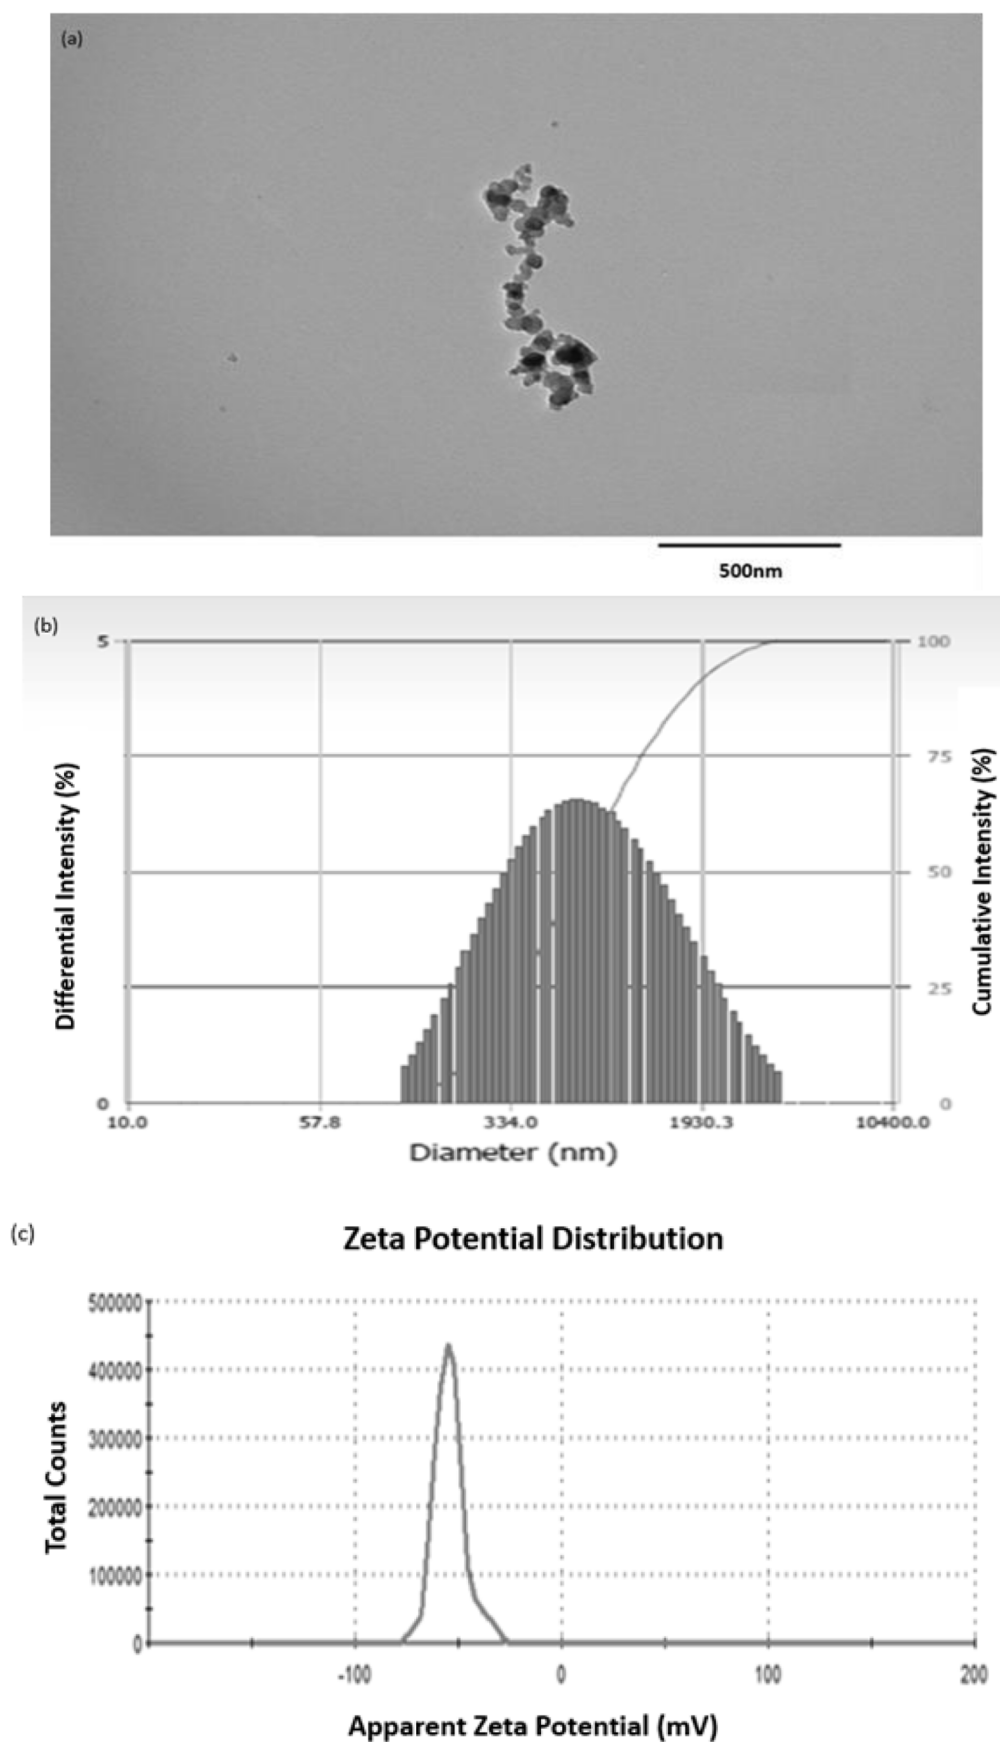 (a)
500nm
(b)
5
100
75
50
25
0
0
Differential Intensity (%)
Cumulative Intensity (%)
10.0 57.8 334.0 1930.3 10400.0
Diameter (nm)
(c)
Zeta Potential Distribution
500000
400000
300000
200000
100000
0
Total Counts
-100 0 100 200
Apparent Zeta Potential (mV)